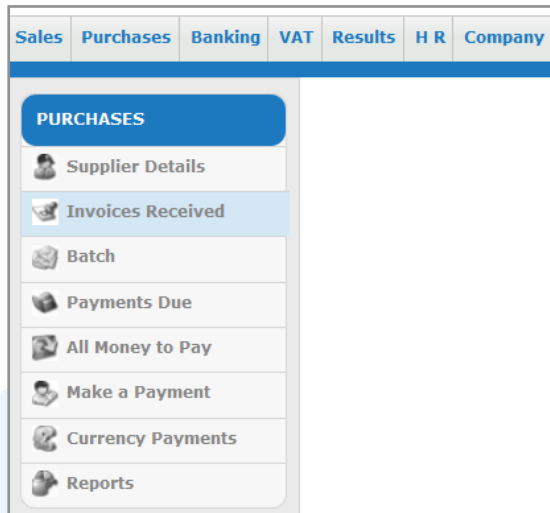 Sales Purchases Banking VAT Results H R Company
PURCHASES
Supplier Details
Invoices Received
Batch
Payments Due
All Money to Pay
Make a Payment
Currency Payments
Reports